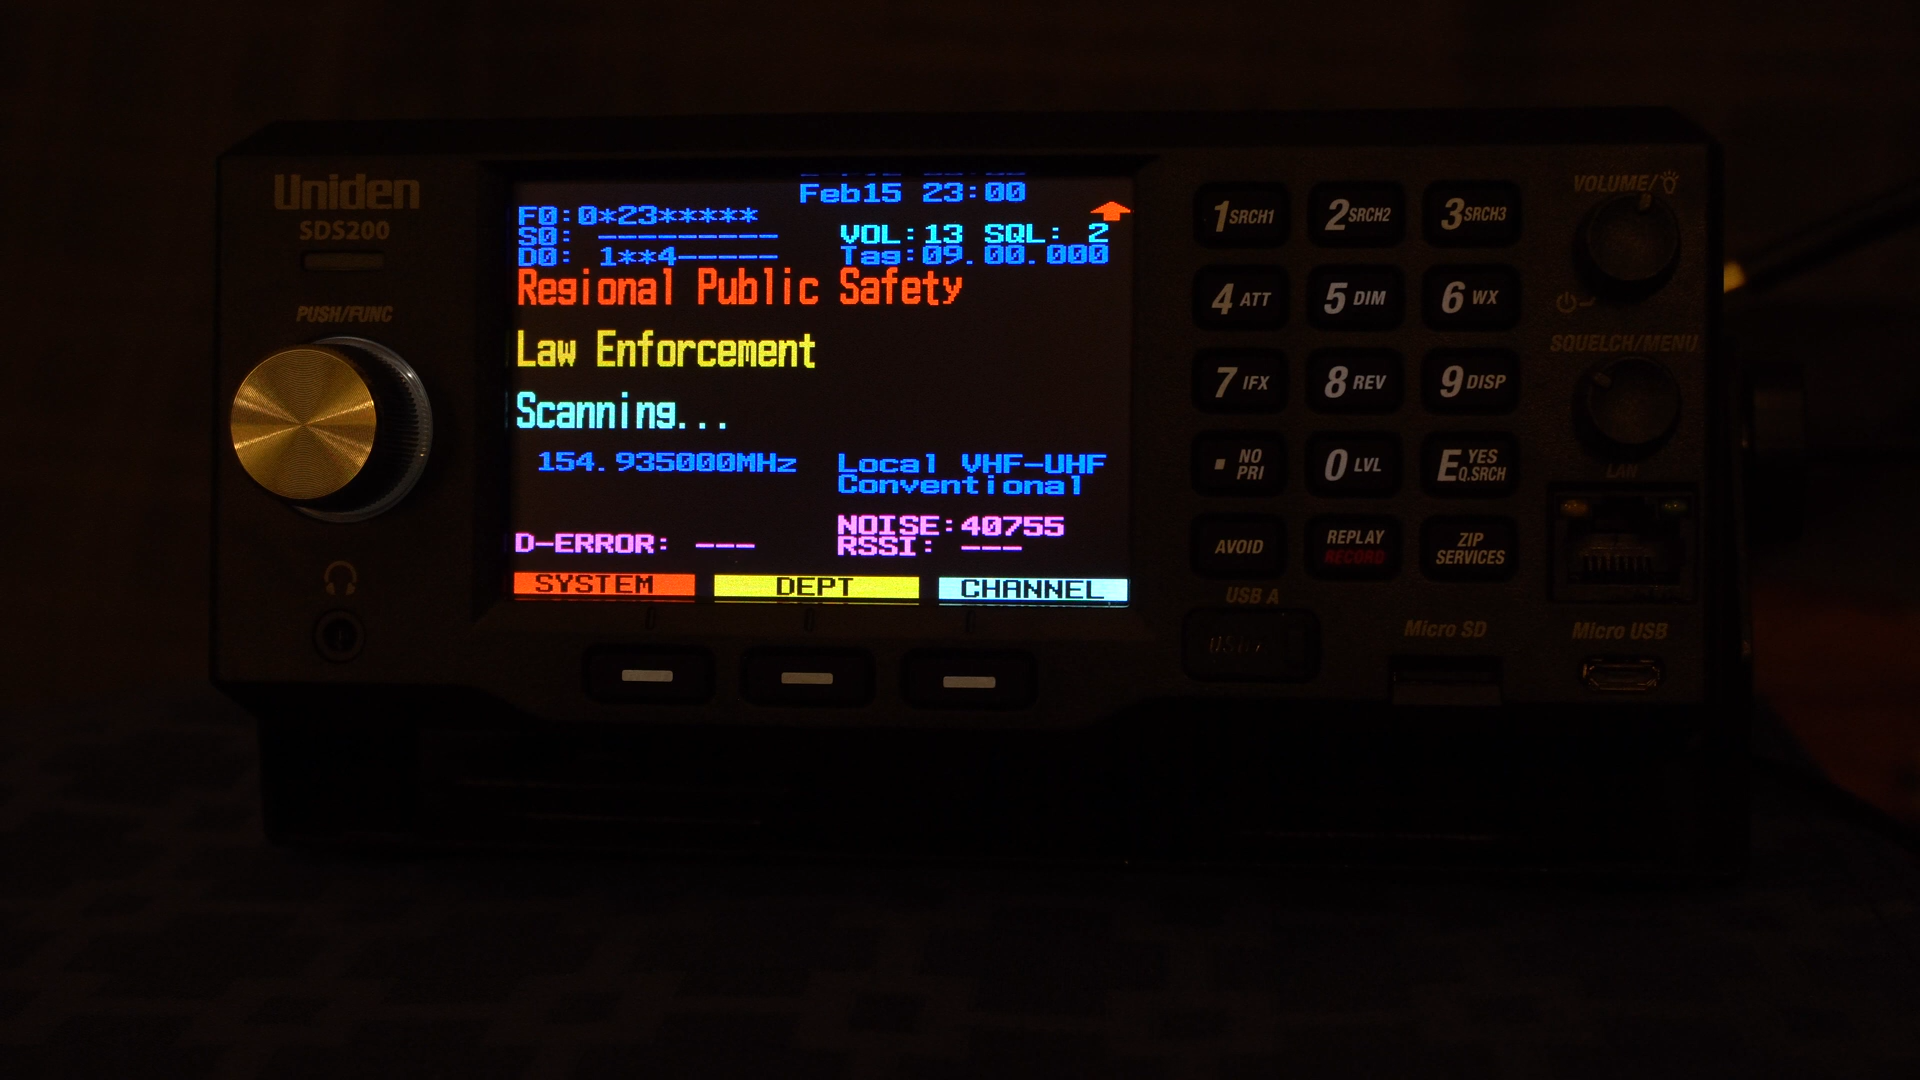 Uniden
SDS200
PUSH/FUNC
Feb15 23:00
F0:0*23*****
S0: ---------
VOL:13 SQL: 2
D0: 1**4-----
Tag:09.00.000
Regional Public Safety
Law Enforcement
Scanning...
154.935000MHz
Local VHF-UHF
Conventional
NOISE:40755
D-ERROR: ---
RSSI: ---
SYSTEM
DEPT
CHANNEL
1 SRCH1
2 SRCH2
3 SRCH3
4 ATT
5 DIM
6 WX
7 IFX
8 REV
9 DISP
. NO PRI
0 LVL
E YES Q.SRCH
AVOID
REPLAY
RECORD
ZIP
SERVICES
VOLUME/
SQUELCH/MENU
LAN
USB A
Micro SD
Micro USB